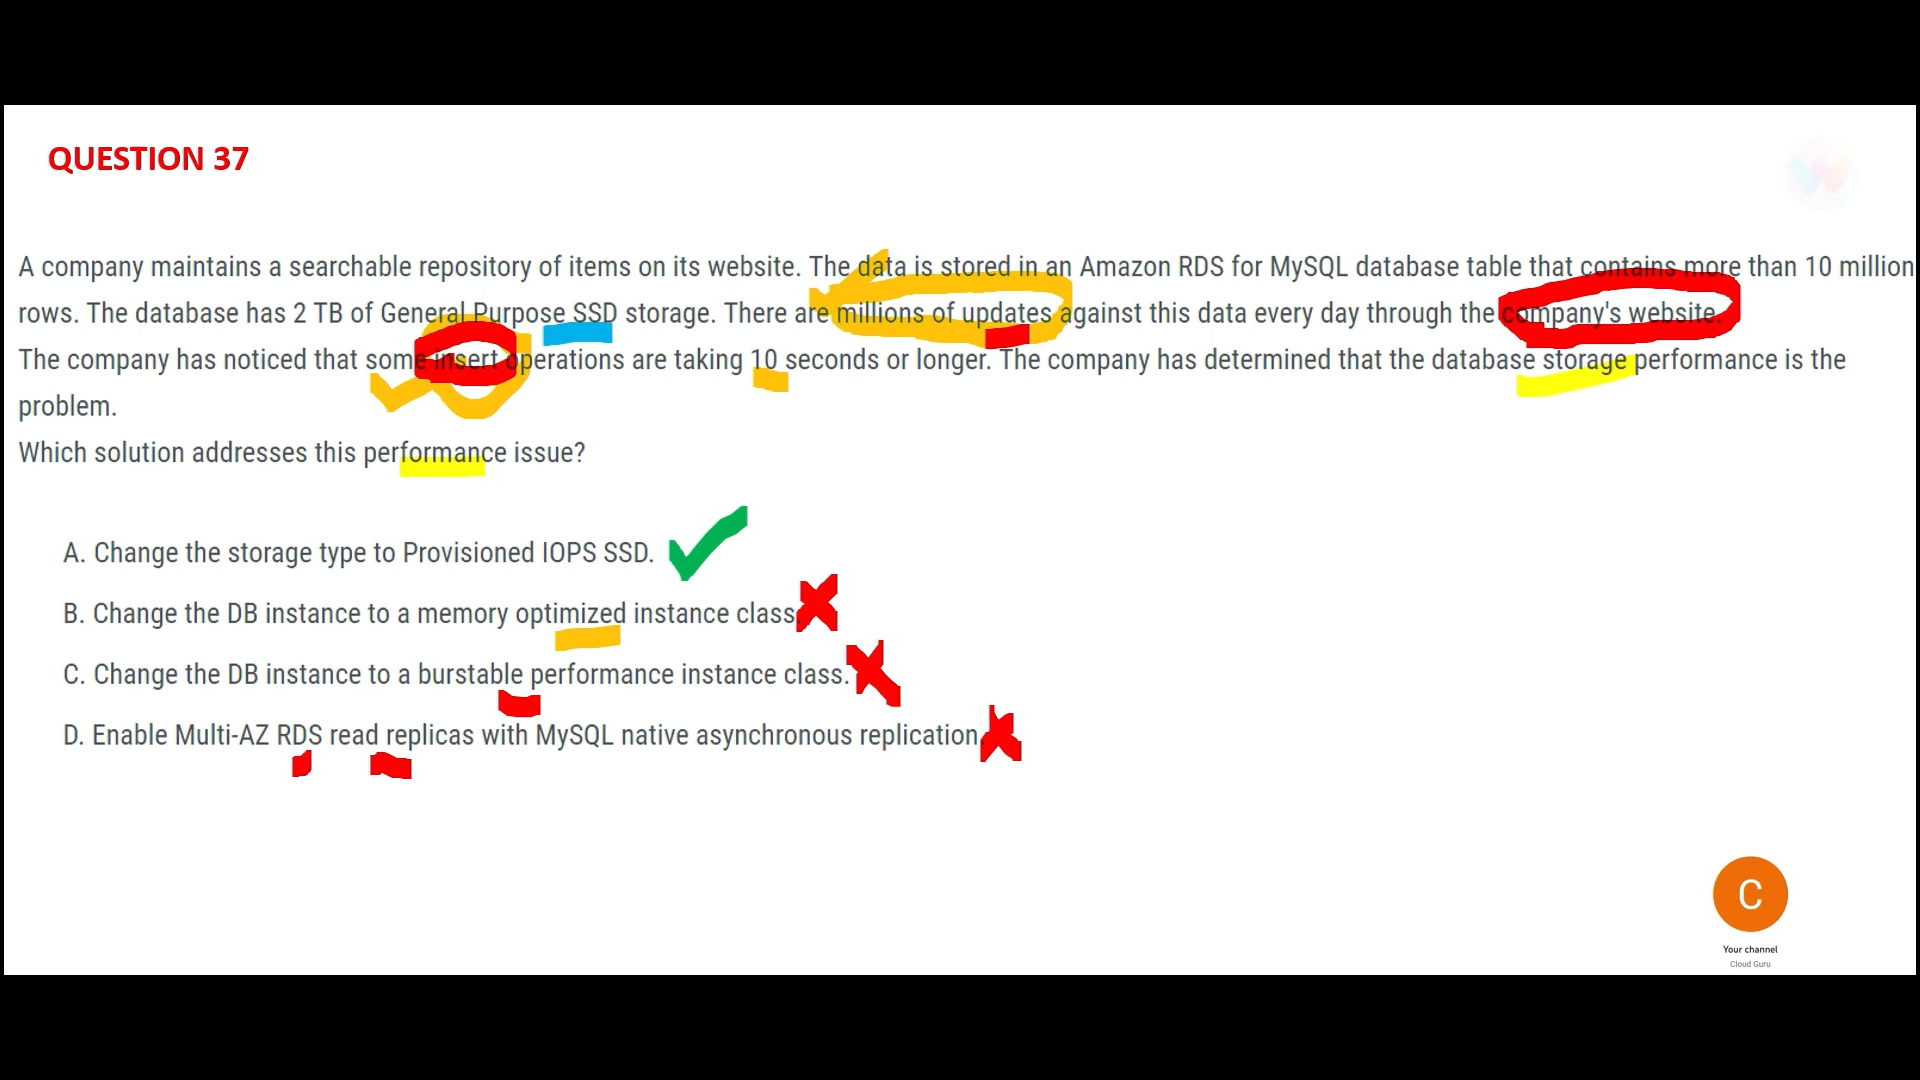 QUESTION 37
A company maintains a searchable repository of items on its website. The data is stored in an Amazon RDS for MySQL database table that contains more than 10 million
rows. The database has 2 TB of General Purpose SSD storage. There are millions of updates against this data every day through the company's website.
The company has noticed that some insert operations are taking 10 seconds or longer. The company has determined that the database storage performance is the
problem.
Which solution addresses this performance issue?
A. Change the storage type to Provisioned IOPS SSD.
B. Change the DB instance to a memory optimized instance class.
C. Change the DB instance to a burstable performance instance class.
D. Enable Multi-AZ RDS read replicas with MySQL native asynchronous replication.
C
Your channel
Cloud Guru